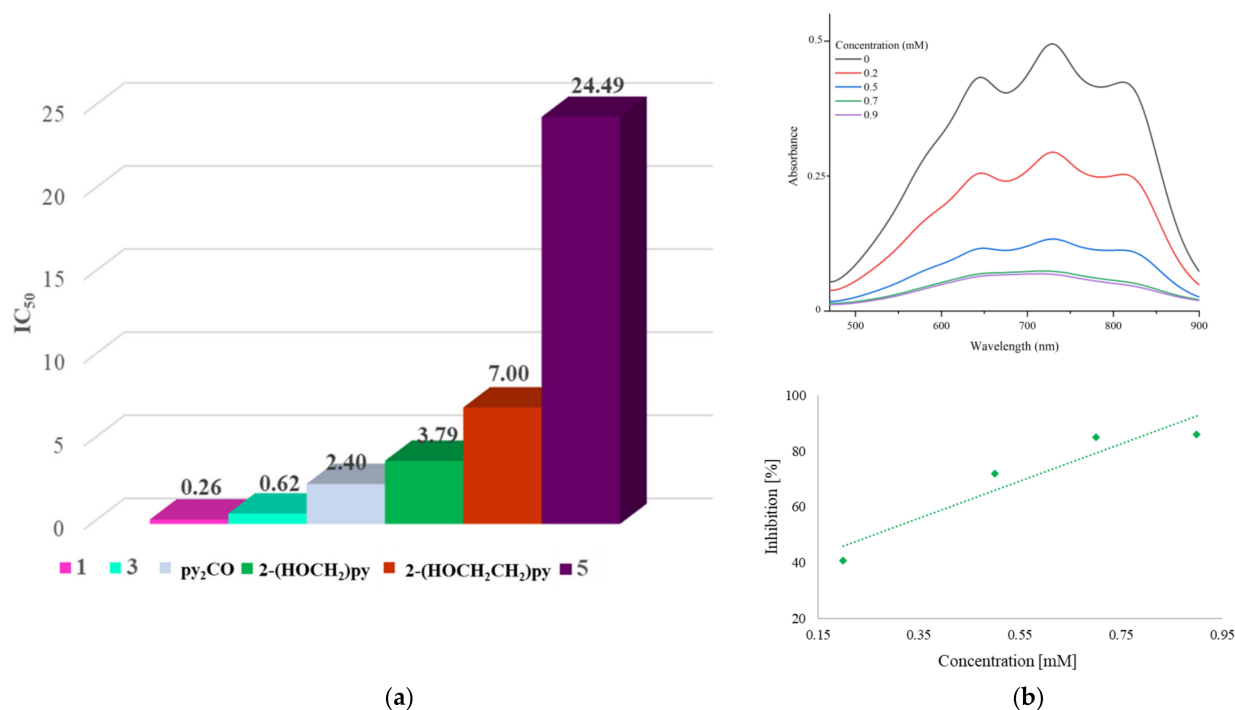 24.49
25
20
15
10
5
0
IC50
0.26
0.62
2.40
3.79
7.00
1 3 py2CO 2-(HOCH2)py 2-(HOCH2CH2)py 5
(a)
Concentration (mM)
0
0.2
0.5
0.7
0.9
0.5
0.25
0
Absorbance
500 600 700 800 900
Wavelength (nm)
100
80
60
40
20
Inhibition [%]
0.15 0.35 0.55 0.75 0.95
Concentration [mM]
(b)